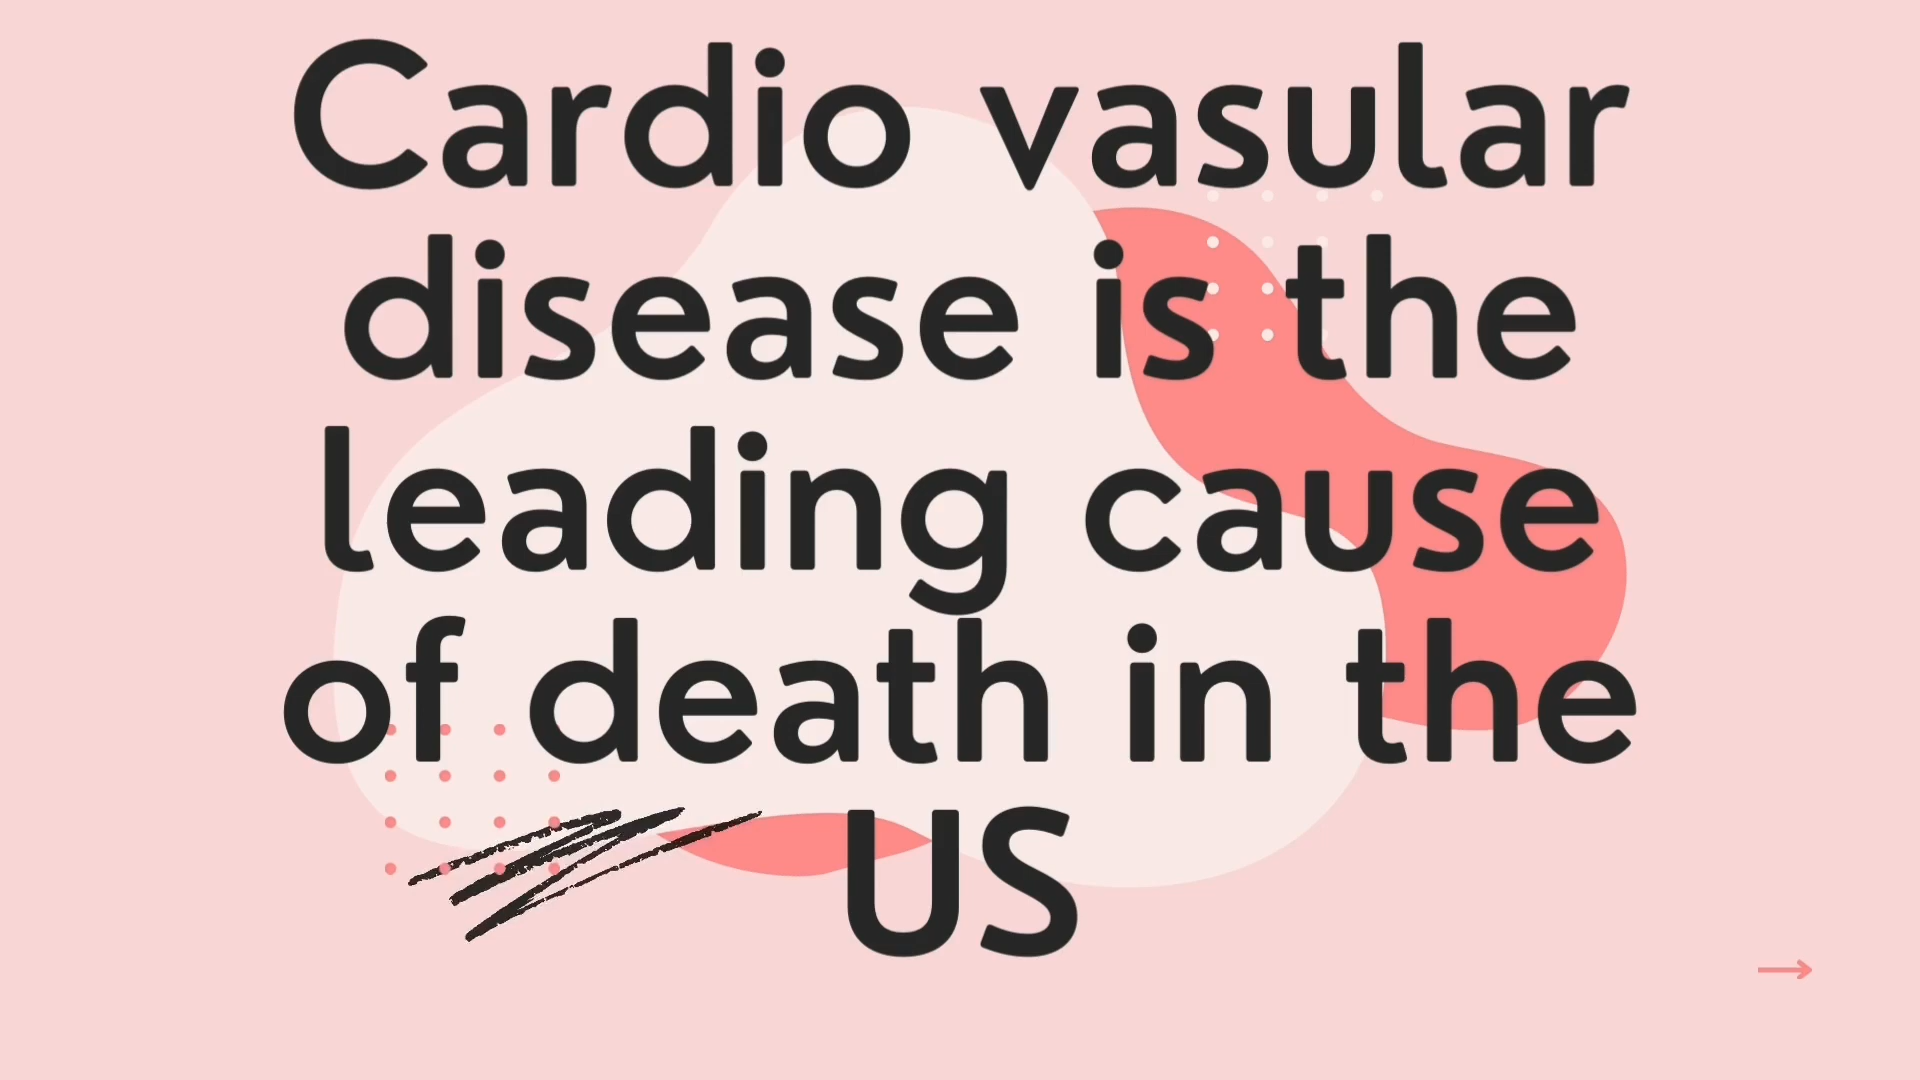 Cardio vasular
disease is the
leading cause
of death in the
US